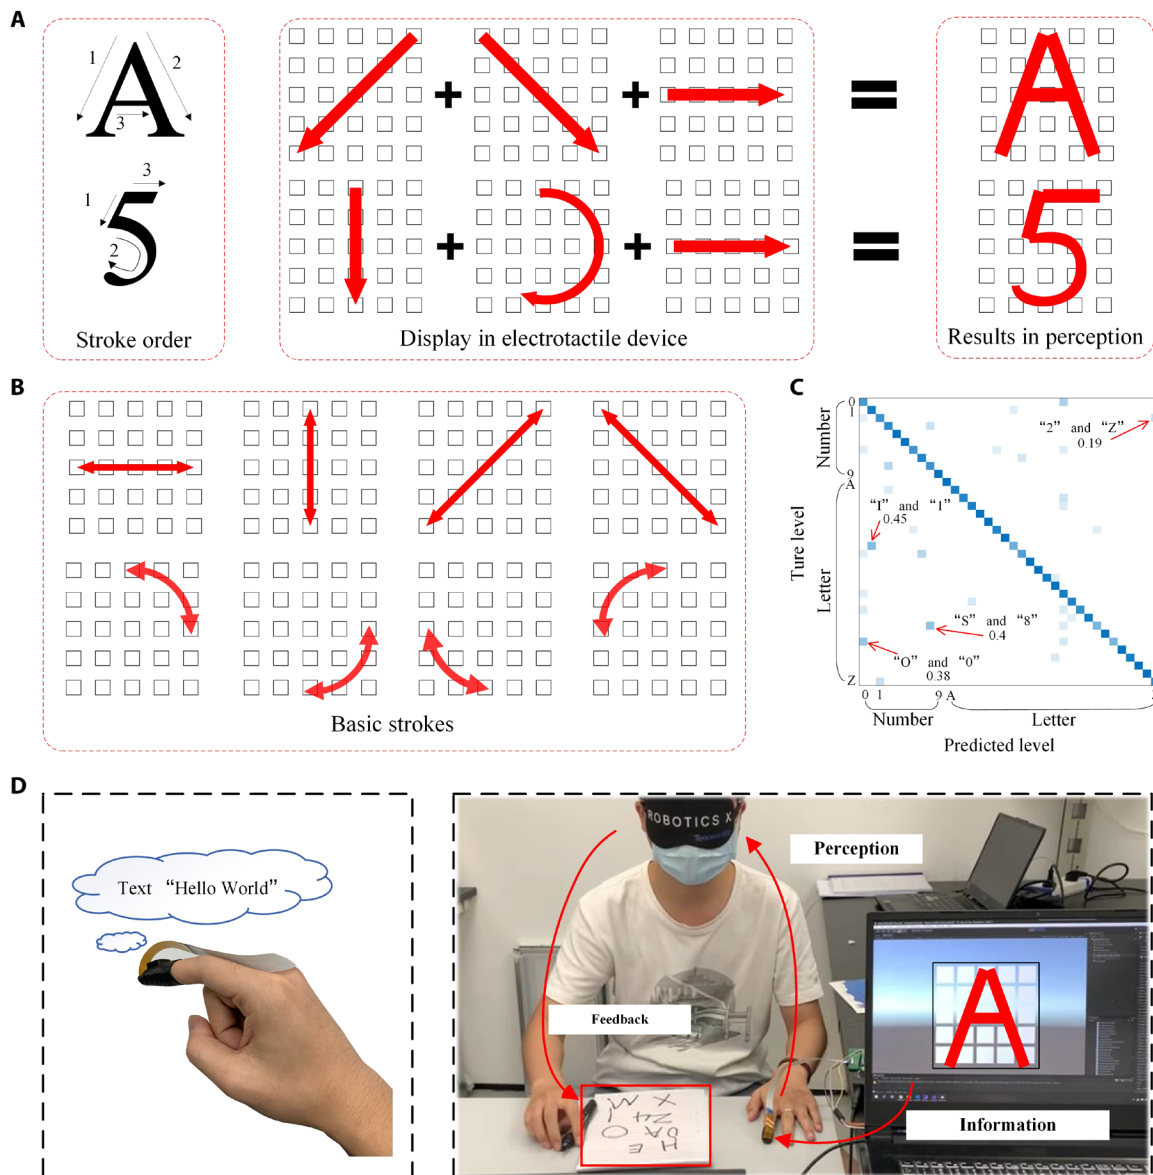 A
1
2
3
A
+
+
=
A
3
1
5
2
+
+
=
5
Stroke order
Display in electrotactile device
Results in perception
B
Basic strokes
C
Number
0
1
9
Ture level
Letter
A
Z
“2” and “Z”
0.19
“I” and “1”
0.45
“S” and “8”
0.4
“O” and “0”
0.38
0 1 9 A
Number
Letter
Predicted level
D
Text “Hello World”
ROBOTICS X
Perception
Feedback
A
Information